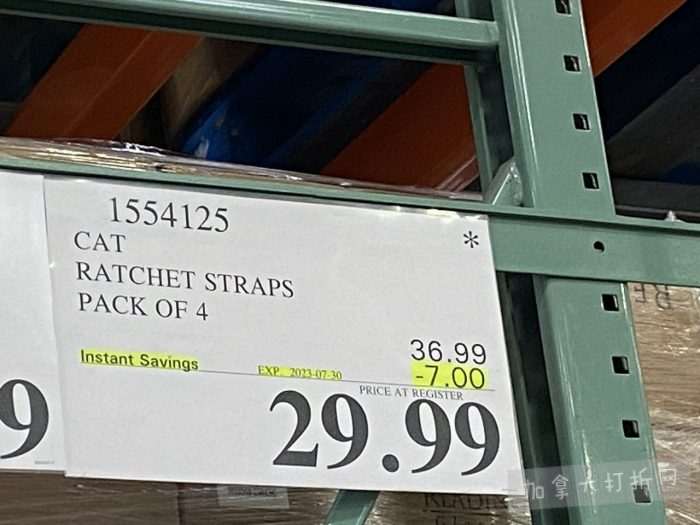 1554125
*
CAT
RATCHET STRAPS
PACK OF 4
36.99
Instant Savings EXP. 2023-07-30 -7.00
PRICE AT REGISTER
29.99
9
加拿大打折网